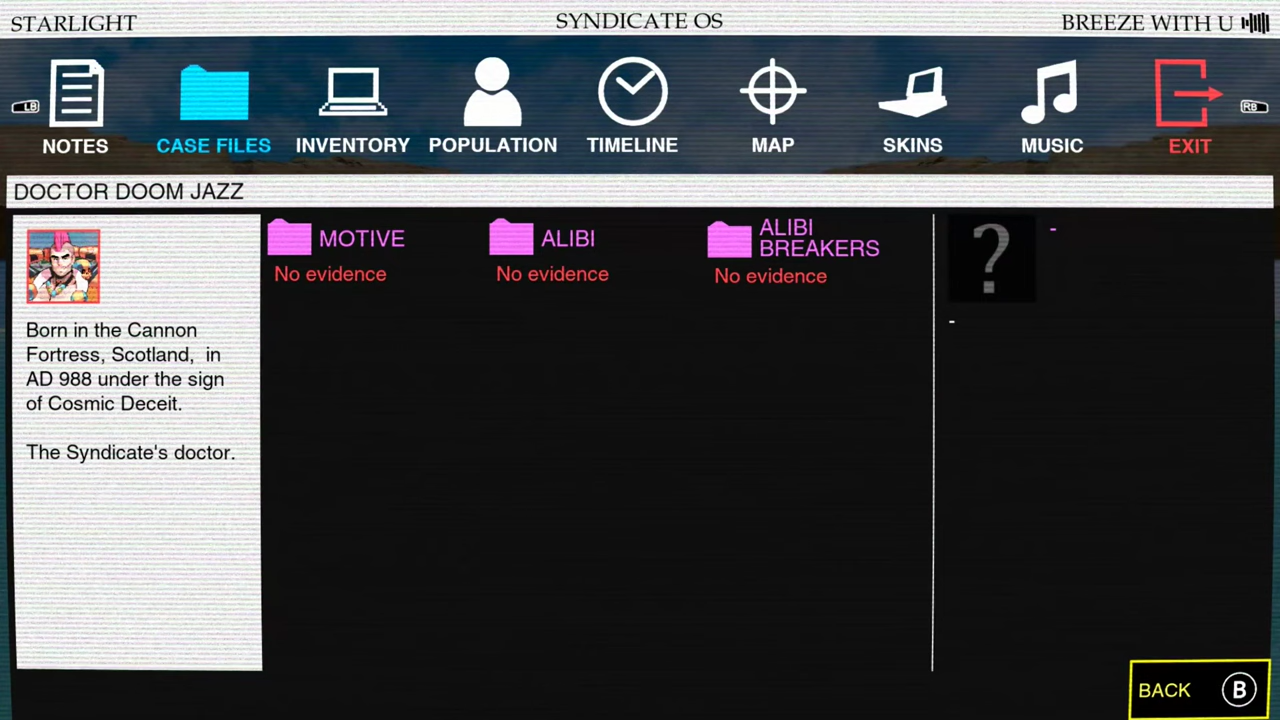 STARLIGHT
SYNDICATE OS
BREEZE WITH U
LB
NOTES
CASE FILES
INVENTORY
POPULATION
TIMELINE
MAP
SKINS
MUSIC
EXIT
RB
DOCTOR DOOM JAZZ
Born in the Cannon
Fortress, Scotland, in
AD 988 under the sign
of Cosmic Deceit.
The Syndicate's doctor.
MOTIVE
No evidence
ALIBI
No evidence
ALIBI
BREAKERS
No evidence
?
-
-
BACK B